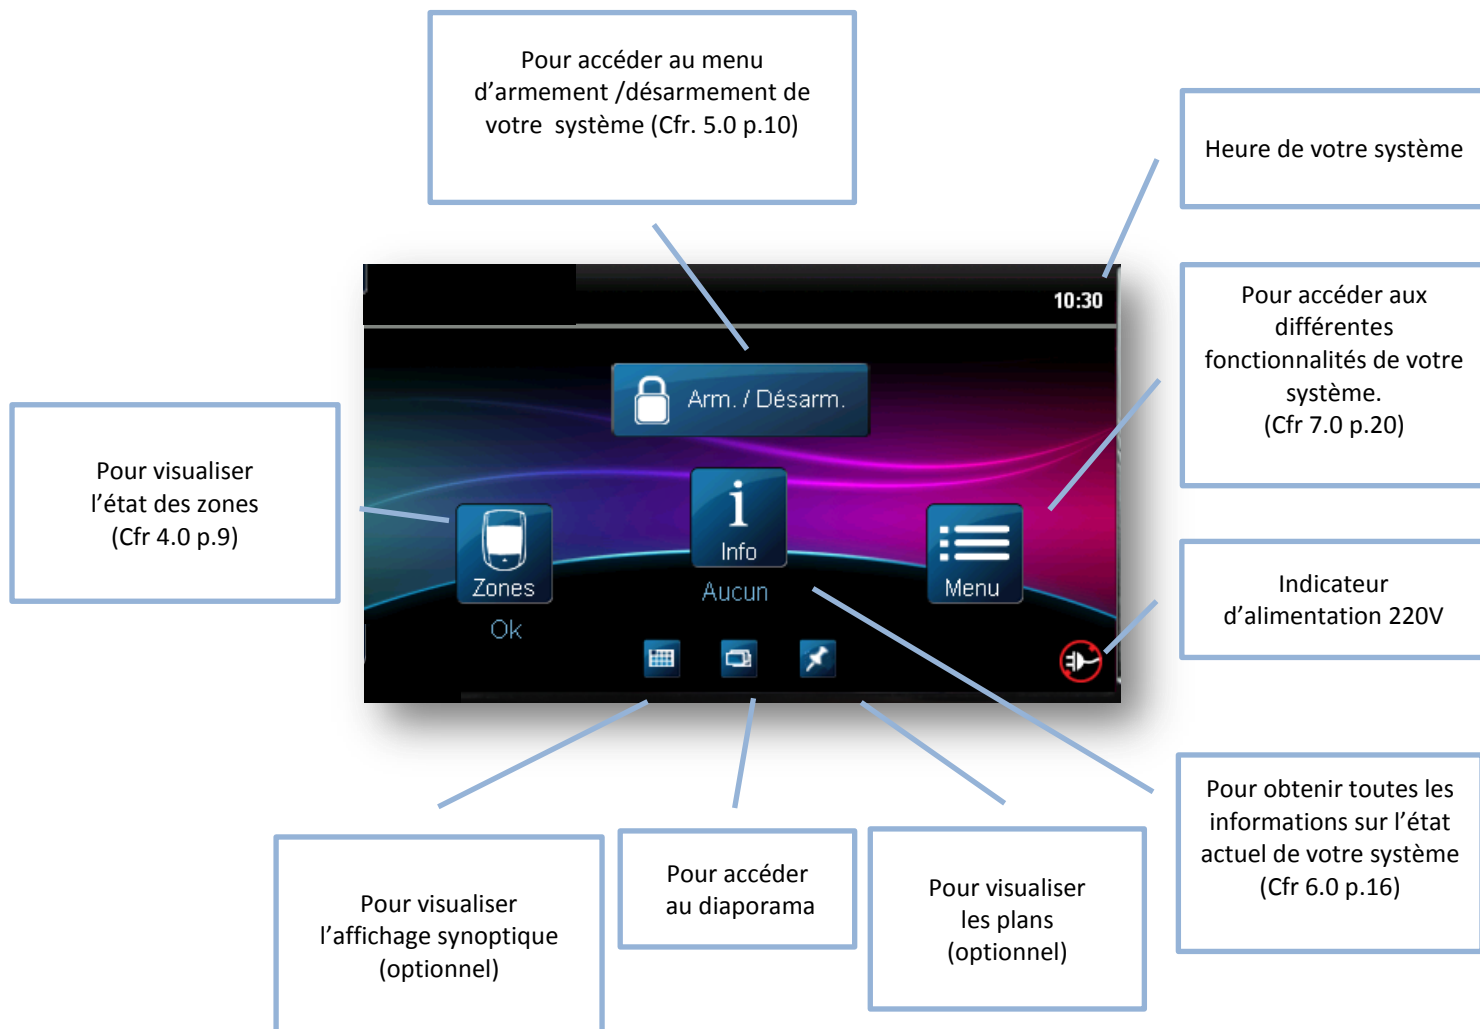 Pour accéder au menu
d’armement /désarmement de
votre système (Cfr. 5.0 p.10)
Heure de votre système
10:30
Pour accéder aux
différentes
fonctionnalités de votre
système.
(Cfr 7.0 p.20)
Arm. / Désarm.
Pour visualiser
l’état des zones
(Cfr 4.0 p.9)
Zones
Ok
Info
Aucun
Menu
Indicateur
d’alimentation 220V
Pour obtenir toutes les
informations sur l’état
actuel de votre système
(Cfr 6.0 p.16)
Pour visualiser
l’affichage synoptique
(optionnel)
Pour accéder
au diaporama
Pour visualiser
les plans
(optionnel)